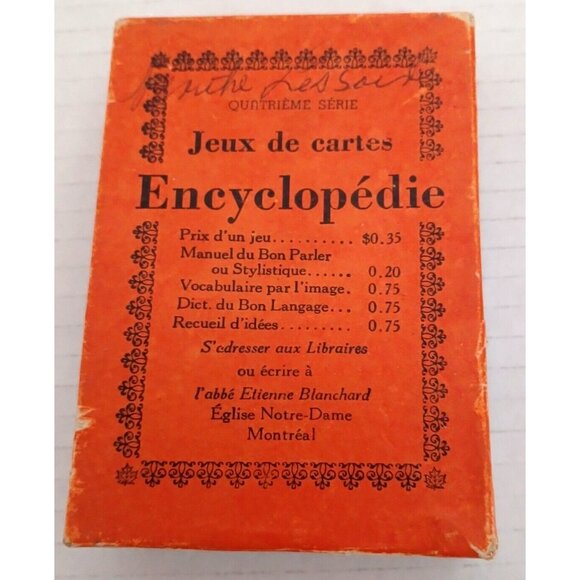 QUATRIÈME SÉRIE
Jeux de cartes
Encyclopédie
Prix d'un jeu.......... $0.35
Manuel du Bon Parler
ou Stylistique...... 0.20
Vocabulaire par l'image. 0.75
Dict. du Bon Langage... 0.75
Recueil d'idées......... 0.75
S'adresser aux Libraires
ou écrire à
l'abbé Etienne Blanchard
Église Notre-Dame
Montréal